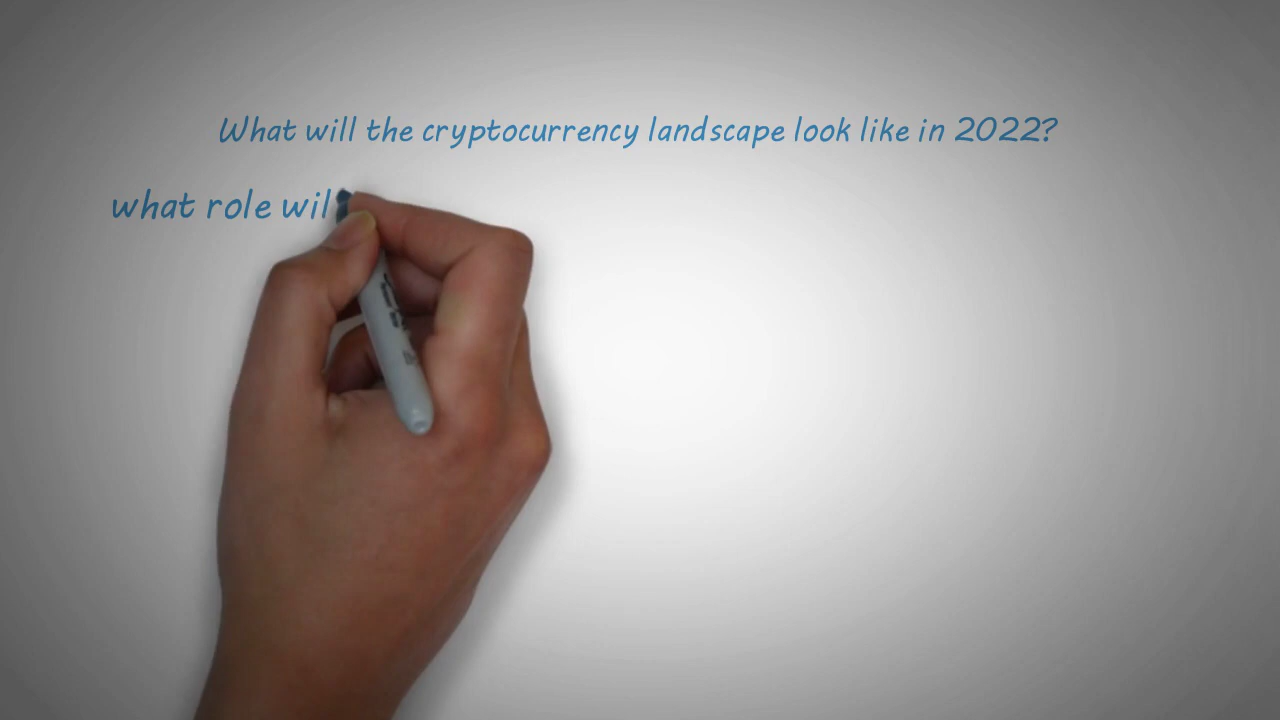 What will the cryptocurrency landscape look like in 2022?
what role wil